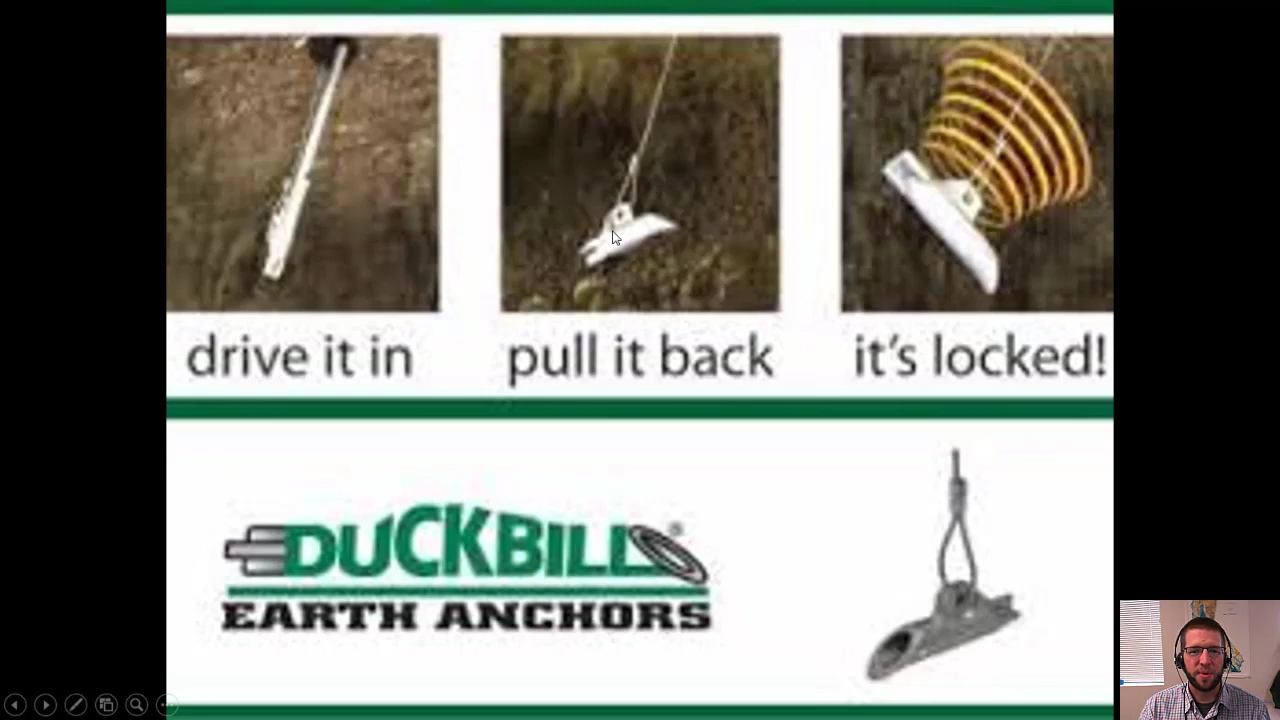 drive it in
pull it back
it's locked!
DUCKBILL®
EARTH ANCHORS